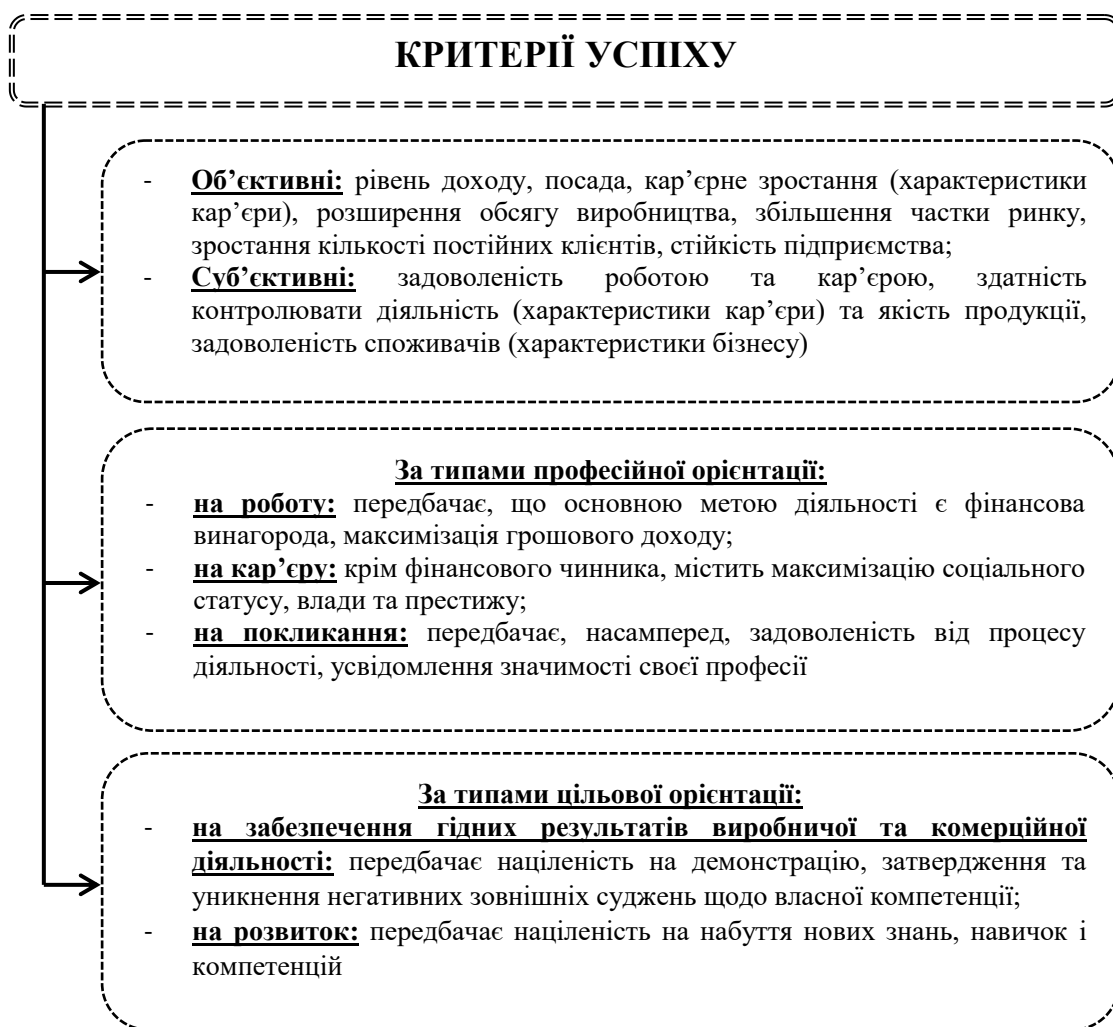 КРИТЕРІЇ УСПІХУ
- Об’єктивні: рівень доходу, посада, кар’єрне зростання (характеристики
кар’єри), розширення обсягу виробництва, збільшення частки ринку,
зростання кількості постійних клієнтів, стійкість підприємства;
- Суб’єктивні: задоволеність роботою та кар’єрою, здатність
контролювати діяльність (характеристики кар’єри) та якість продукції,
задоволеність споживачів (характеристики бізнесу)
За типами професійної орієнтації:
- на роботу: передбачає, що основною метою діяльності є фінансова
винагорода, максимізація грошового доходу;
- на кар’єру: крім фінансового чинника, містить максимізацію соціального
статусу, влади та престижу;
- на покликання: передбачає, насамперед, задоволеність від процесу
діяльності, усвідомлення значимості своєї професії
За типами цільової орієнтації:
- на забезпечення гідних результатів виробничої та комерційної
діяльності: передбачає націленість на демонстрацію, затвердження та
уникнення негативних зовнішніх суджень щодо власної компетенції;
- на розвиток: передбачає націленість на набуття нових знань, навичок і
компетенцій